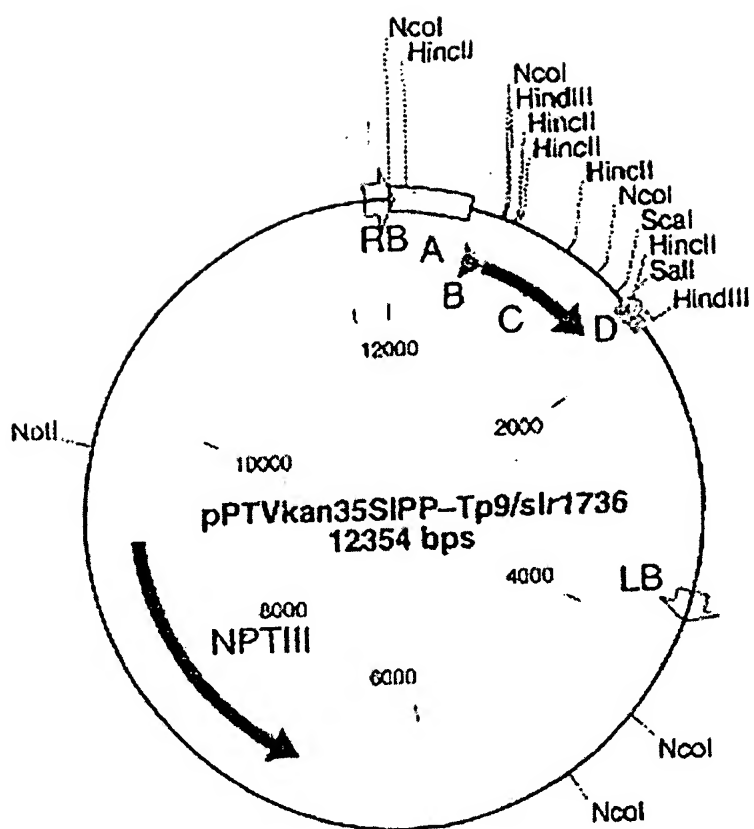 NcoI
HincII
NcoI
HindIII
HincII
HincII
HincII
NcoI
ScaI
HincII
SalI
HindIII
RB
A
B
C
D
12000
2000
NotI
10000
pPTVkan35SIPP–Tp9/slr1736
12354 bps
4000
LB
8000
NPTIII
6000
NcoI
NcoI